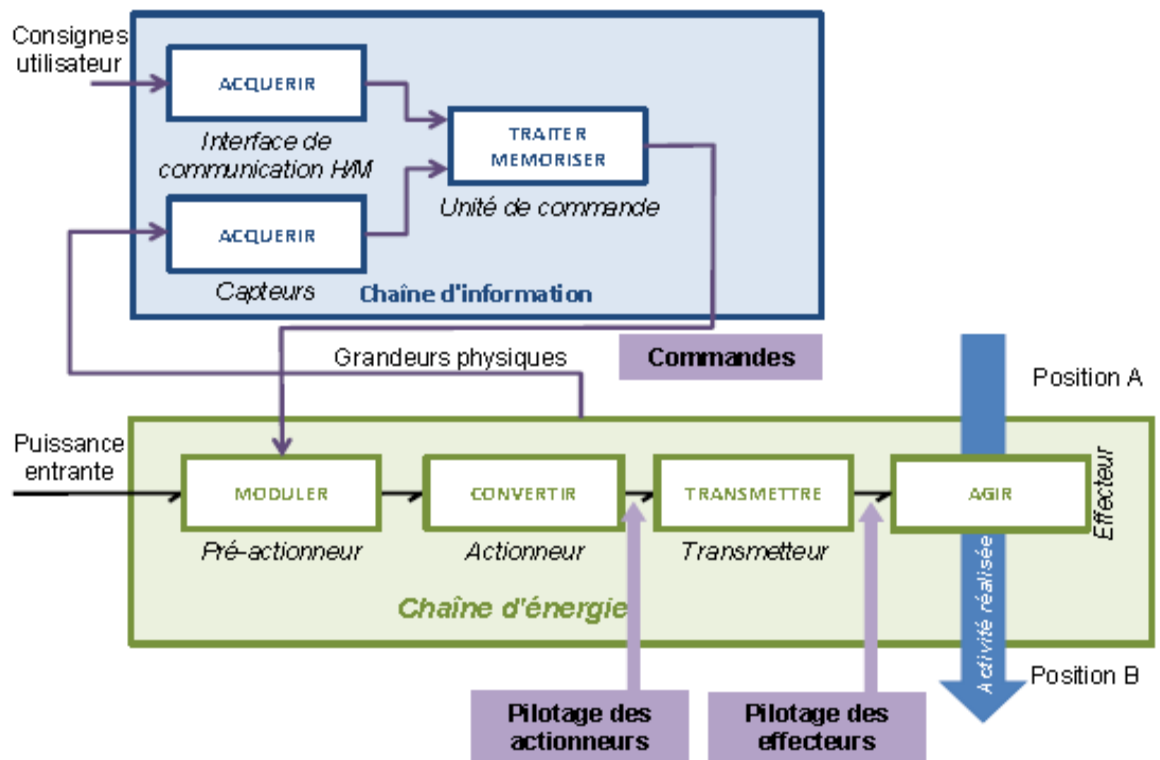 Consignes
utilisateur
ACQUERIR
Interface de
communication H/M
TRAITER
MEMORISER
Unité de commande
ACQUERIR
Capteurs
Chaîne d'information
Grandeurs physiques
Commandes
Position A
Puissance
entrante
MODULER
CONVERTIR
TRANSMETTRE
AGIR
Effecteur
Pré-actionneur
Actionneur
Transmetteur
Chaîne d'énergie
Activité réalisée
Position B
Pilotage des
actionneurs
Pilotage des
effecteurs